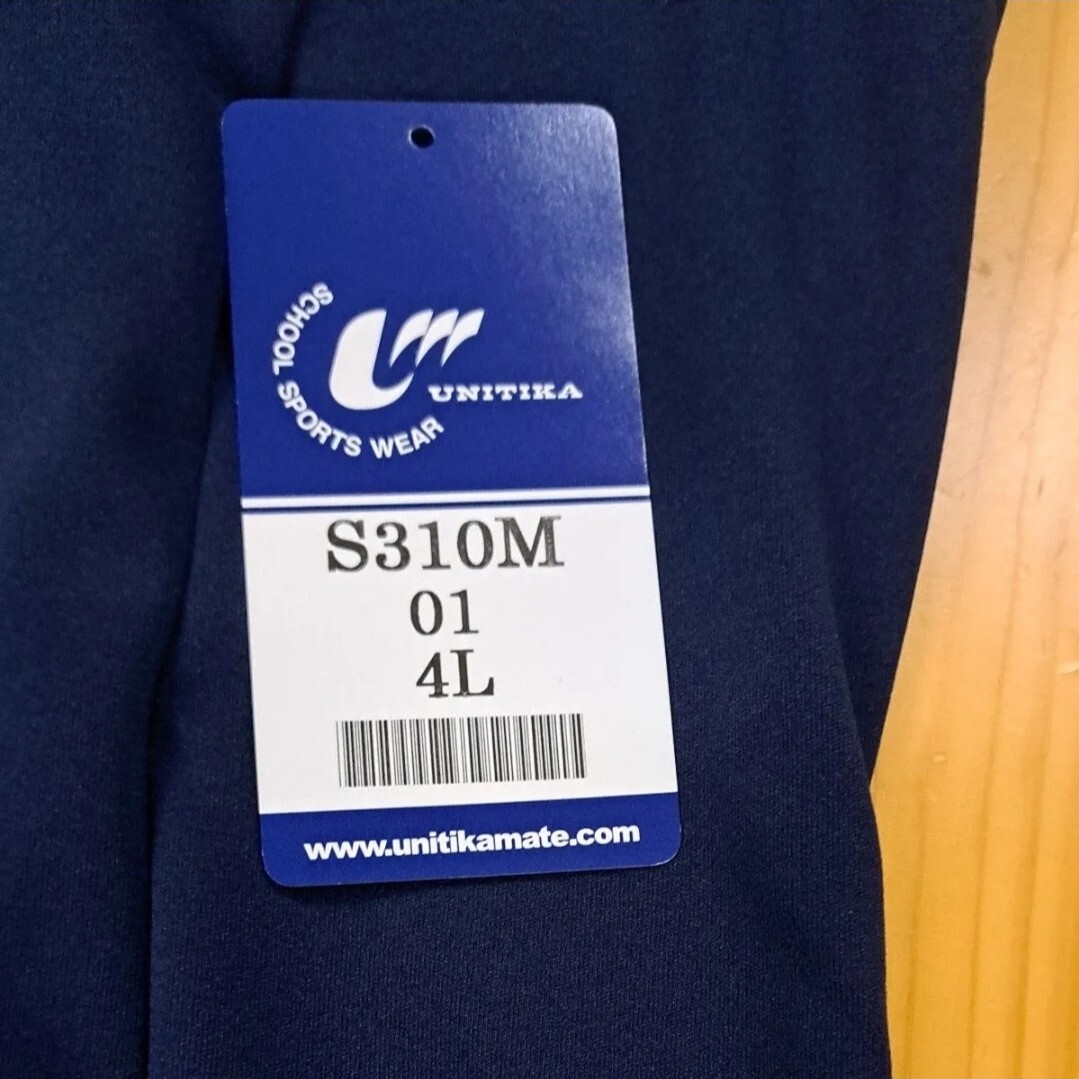 SCHOOL SPORTS WEAR
UNITIKA
S310M
01
4L
www.unitikamate.com